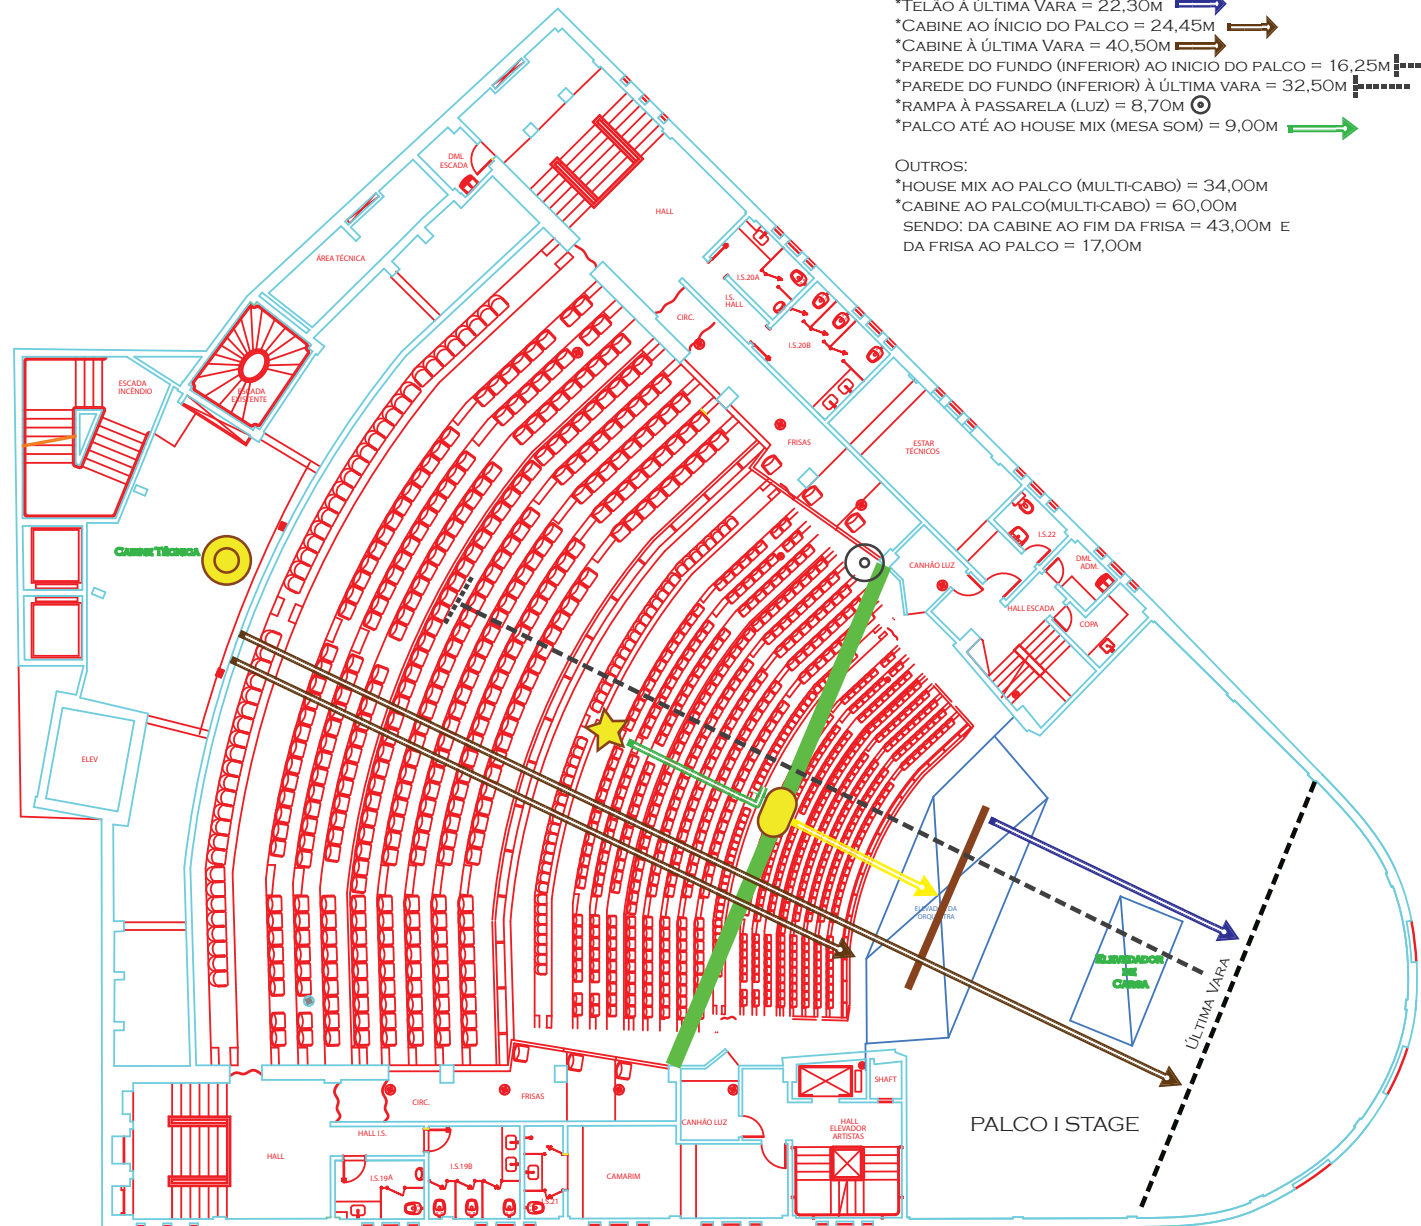 *TELÃO À ÚLTIMA VARA = 22,30M
*CABINE AO ÍNICIO DO PALCO = 24,45M
*CABINE À ÚLTIMA VARA = 40,50M
*PAREDE DO FUNDO (INFERIOR) AO INICIO DO PALCO = 16,25M
*PAREDE DO FUNDO (INFERIOR) À ÚLTIMA VARA = 32,50M
*RAMPA À PASSARELA (LUZ) = 8,70M
*PALCO ATÉ AO HOUSE MIX (MESA SOM) = 9,00M
OUTROS:
*HOUSE MIX AO PALCO (MULTI-CABO) = 34,00M
*CABINE AO PALCO(MULTI-CABO) = 60,00M
SENDO: DA CABINE AO FIM DA FRISA = 43,00M E
DA FRISA AO PALCO = 17,00M
DML
ESCADA
HALL
ÁREA TÉCNICA
I.S.20A
I.S.
HALL
CIRC.
I.S.20B
ESCADA
INCÊNDIO
ESCADA
EXISTENTE
FRISAS
ESTAR
TÉCNICOS
I.S.22
CABINE TÉCNICA
CANHÃO LUZ
DML
ADM.
HALL ESCADA
COPA
ELEV
ELEVADOR DA
ORQUESTRA
ELEVEDADOR
DE
CARGA
ÚLTIMA VARA
SHAFT
CIRC.
FRISAS
CANHÃO LUZ
HALL
ELEVADOR
ARTISTAS
PALCO I STAGE
HALL I.S.
HALL
I.S.19A
I.S.19B
I.S.21
CAMARIM